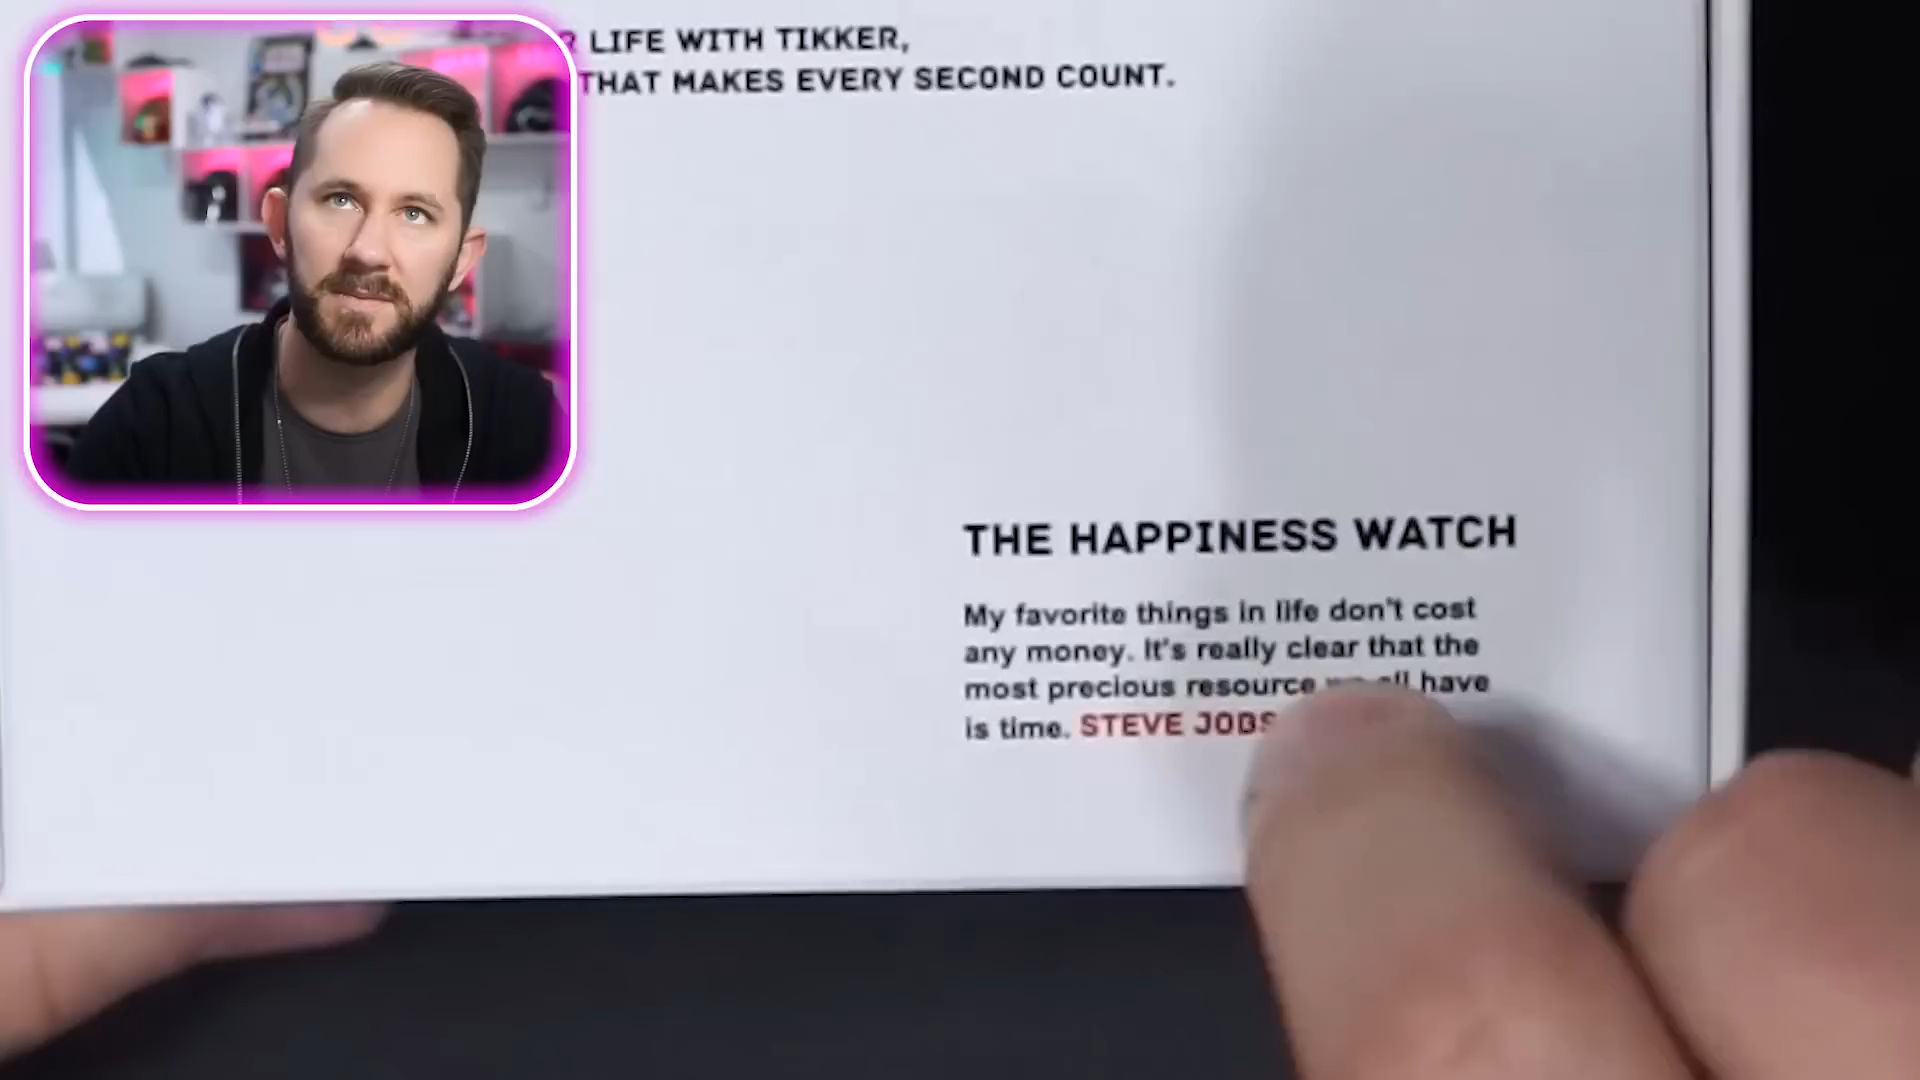 LIFE WITH TIKKER,
THAT MAKES EVERY SECOND COUNT.
THE HAPPINESS WATCH
My favorite things in life don't cost
any money. It's really clear that the
most precious resource all have
is time. STEVE JOBS